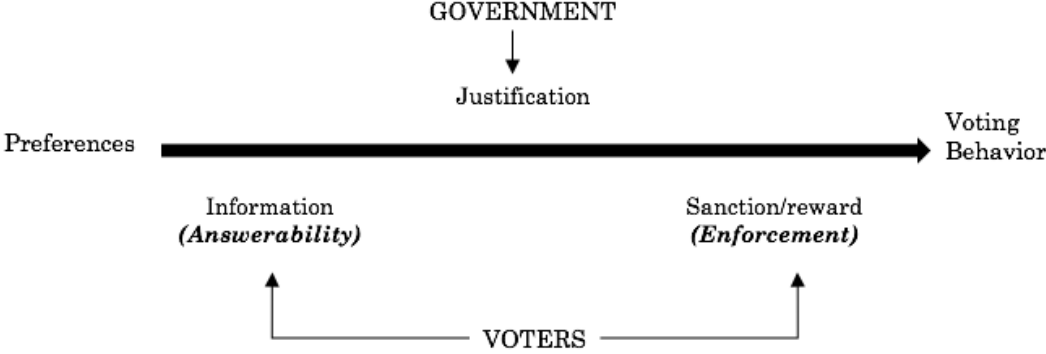 GOVERNMENT
Justification
Preferences
Voting
Behavior
Information
(Answerability)
Sanction/reward
(Enforcement)
VOTERS